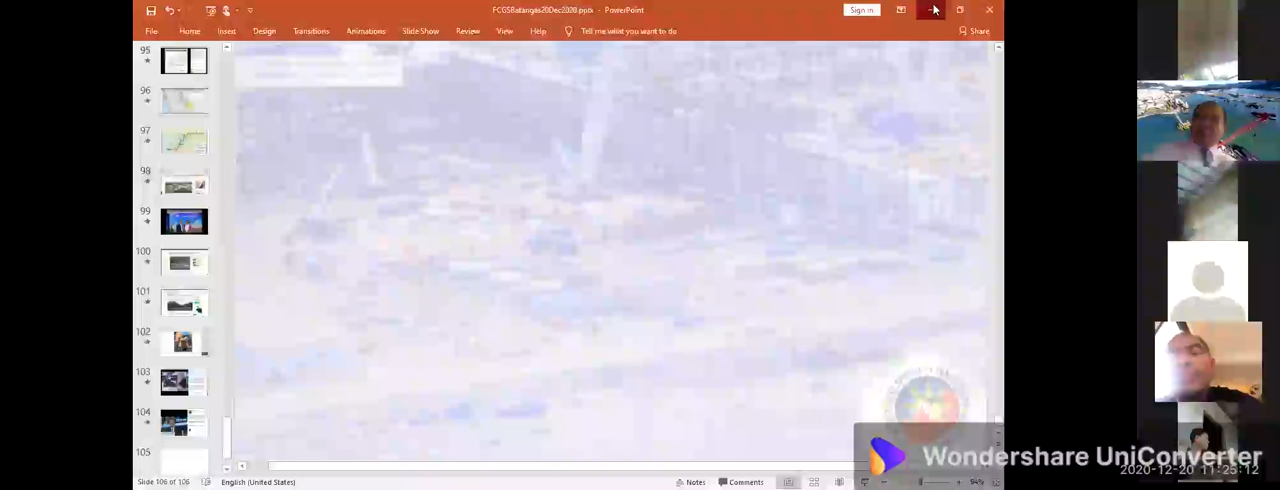 FCGSBatangas20Dec2020.pptx - PowerPoint
Sign in
File Home Insert Design Transitions Animations Slide Show Review View Help Tell me what you want to do Share
95
96
97
98
99
100
101
102
103
104
105
Wondershare UniConverter
2020-12-20 11:25:12
Slide 106 of 106 English (United States) Notes Comments 94%